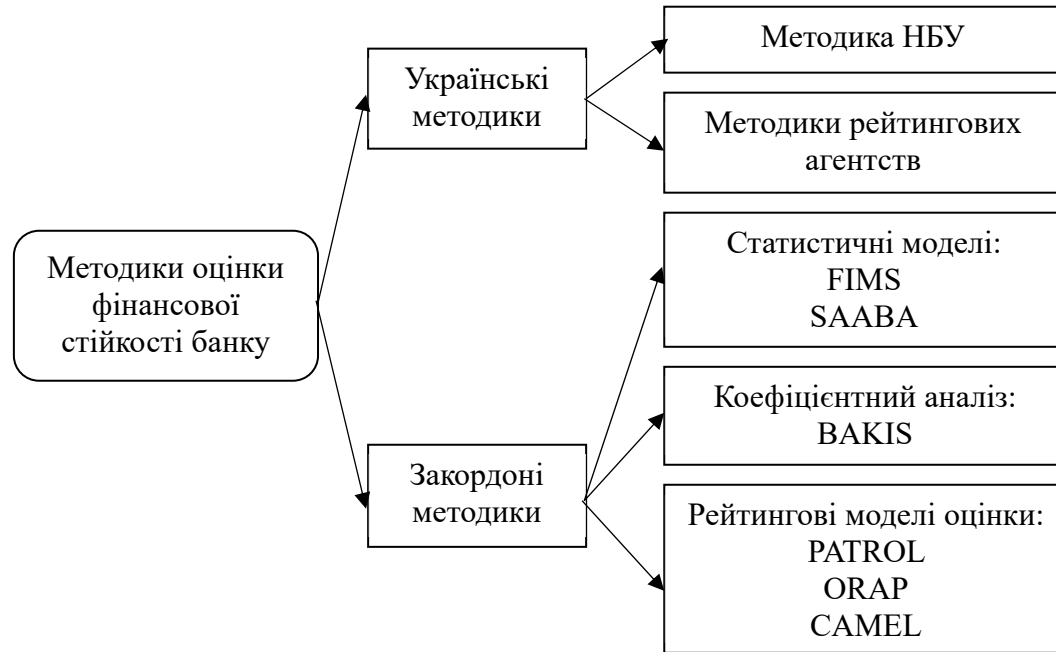 Методики оцінки
фінансової
стійкості банку
Українські
методики
Методика НБУ
Методики рейтингових
агентств
Закордоні
методики
Статистичні моделі:
FIMS
SAABA
Коефіцієнтний аналіз:
BAKIS
Рейтингові моделі оцінки:
PATROL
ORAP
CAMEL